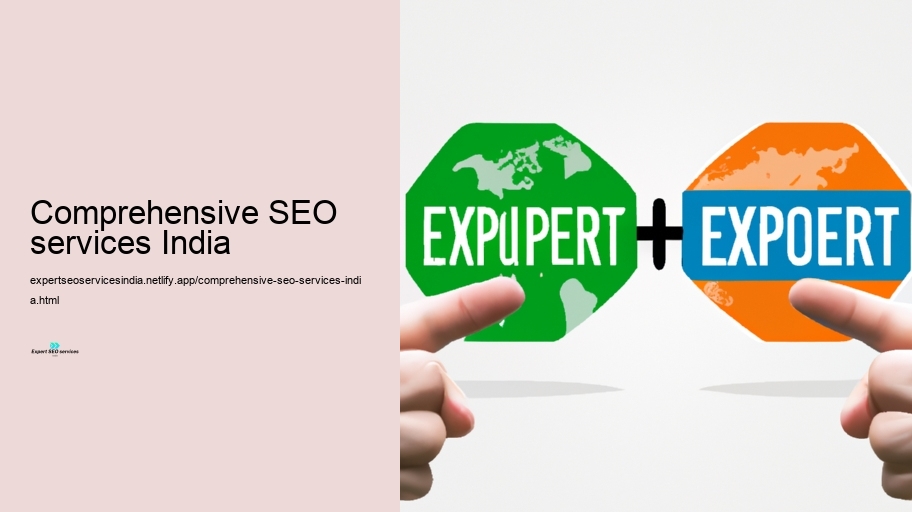 Comprehensive SEO
services India
expertseoservicesindia.netlify.app/comprehensive-seo-services-indi
a.html
Expert SEO services
EXPUPERT
EXPOERT